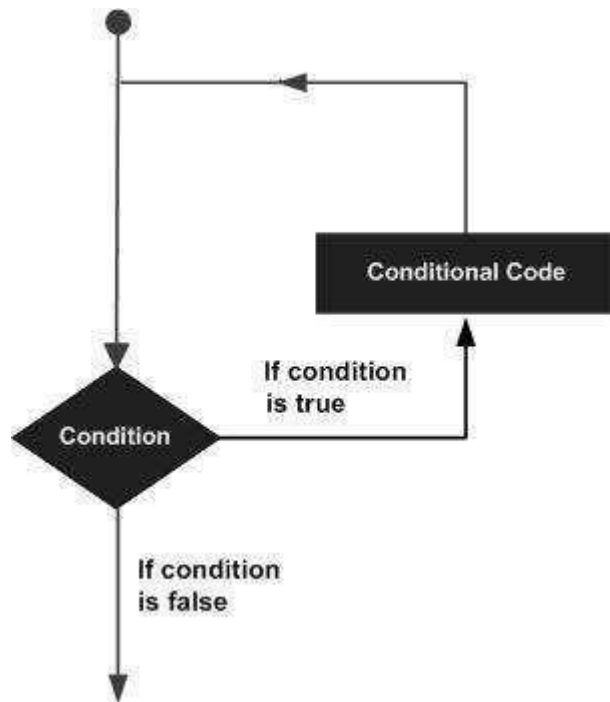 Conditional Code
If condition
is true
Condition
If condition
is false